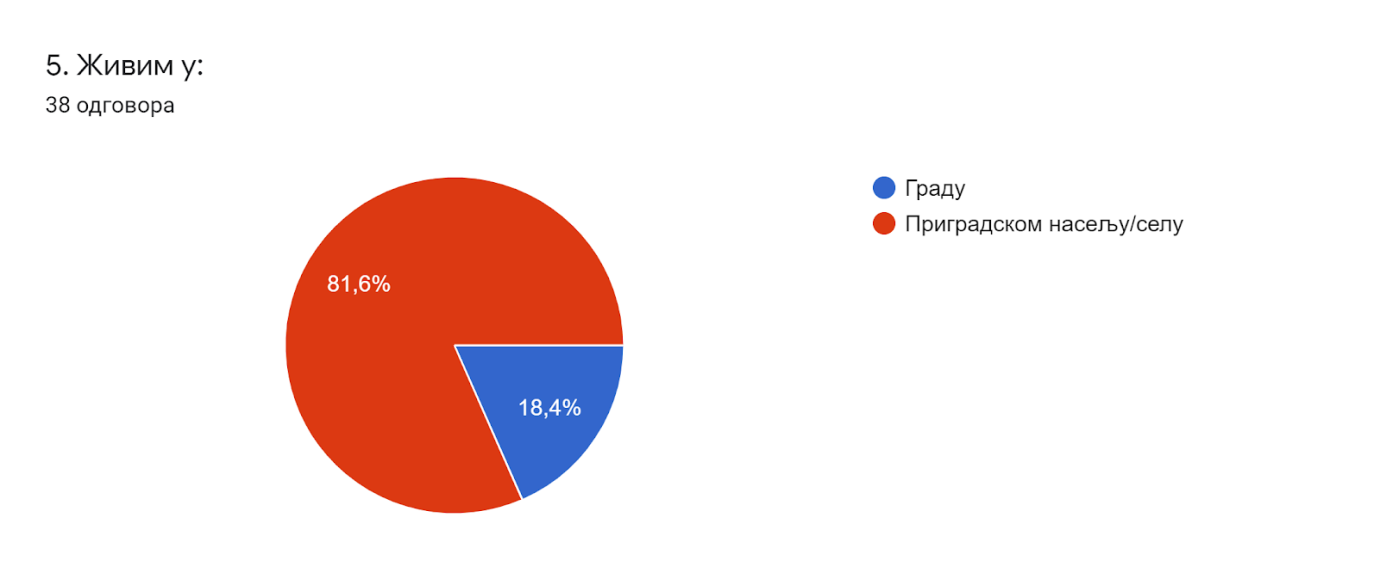 5. Живим у:
38 одговора
Граду
Приградском насељу/селу
81,6%
18,4%